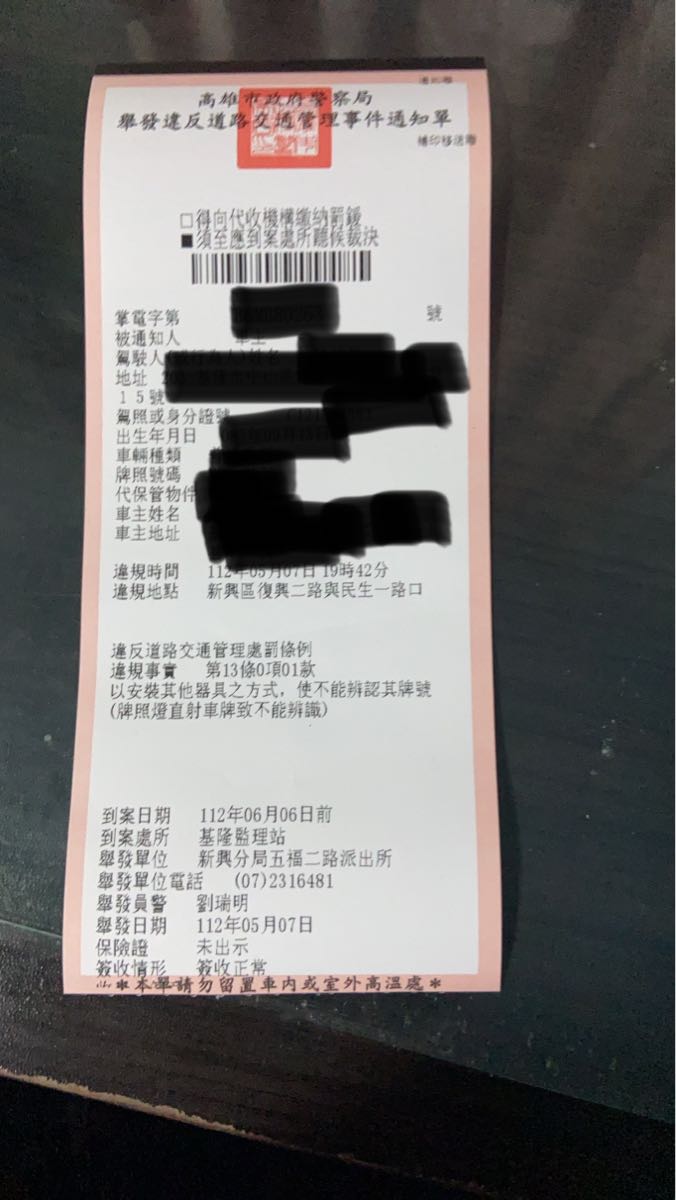 高雄市政府警察局
舉發違反道路交通管理事件通知單
補印移送聯
□得向代收機構繳納罰鍰
■須至應到案處所聽候裁決
掌電字第 號
被通知人
駕駛人
地址
15號
駕照或身分證號
出生年月日
車輛種類
牌照號碼
代保管物件
車主姓名
車主地址
違規時間 112年05月07日19時42分
違規地點 新興區復興二路與民生一路口
違反道路交通管理處罰條例
違規事實 第13條0項01款
以安裝其他器具之方式，使不能辨認其牌號
(牌照燈直射車牌致不能辨識)
到案日期 112年06月06日前
到案處所 基隆監理站
舉發單位 新興分局五福二路派出所
舉發單位電話 (07)2316481
舉發員警 劉瑞明
舉發日期 112年05月07日
保險證 未出示
簽收情形 簽收正常
＊本單請勿留置車內或室外高溫處＊